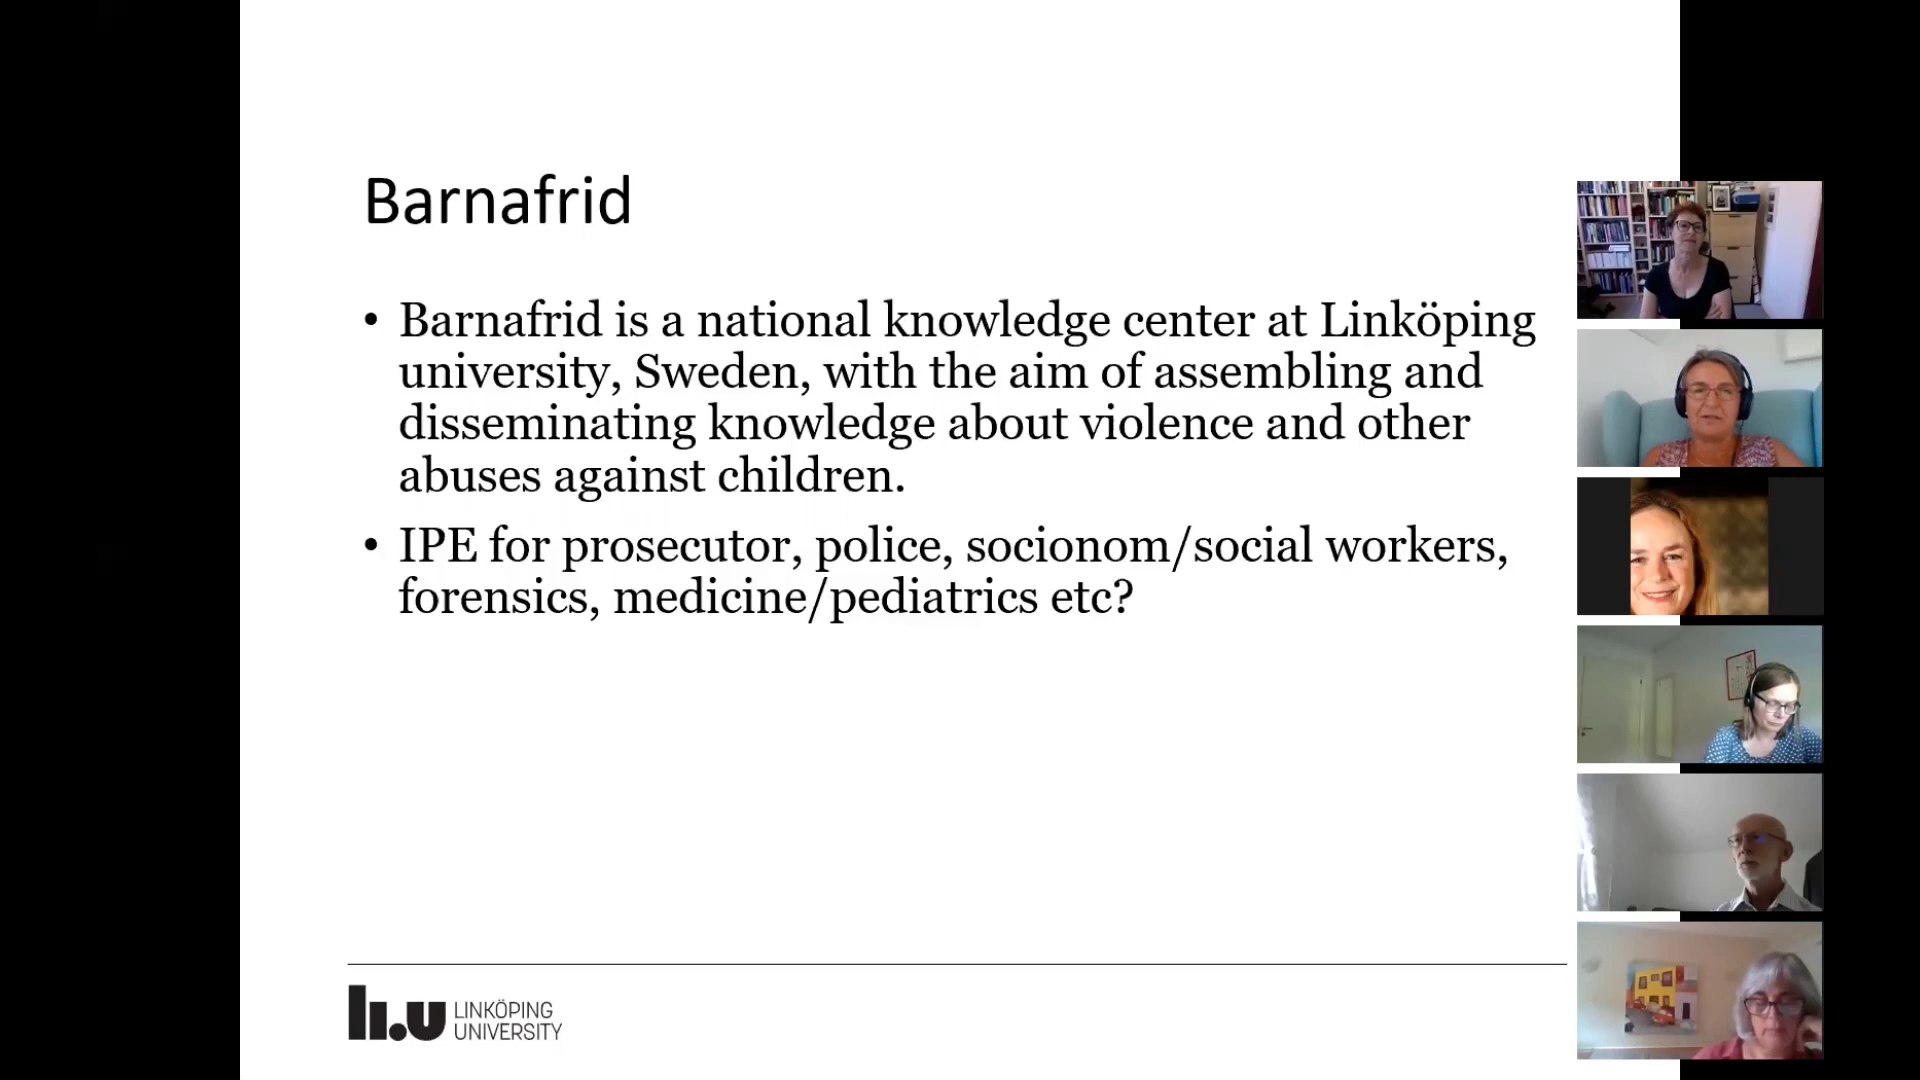 Barnafrid
• Barnafrid is a national knowledge center at Linköping
university, Sweden, with the aim of assembling and
disseminating knowledge about violence and other
abuses against children.
• IPE for prosecutor, police, socionom/social workers,
forensics, medicine/pediatrics etc?
li.u LINKÖPING
UNIVERSITY